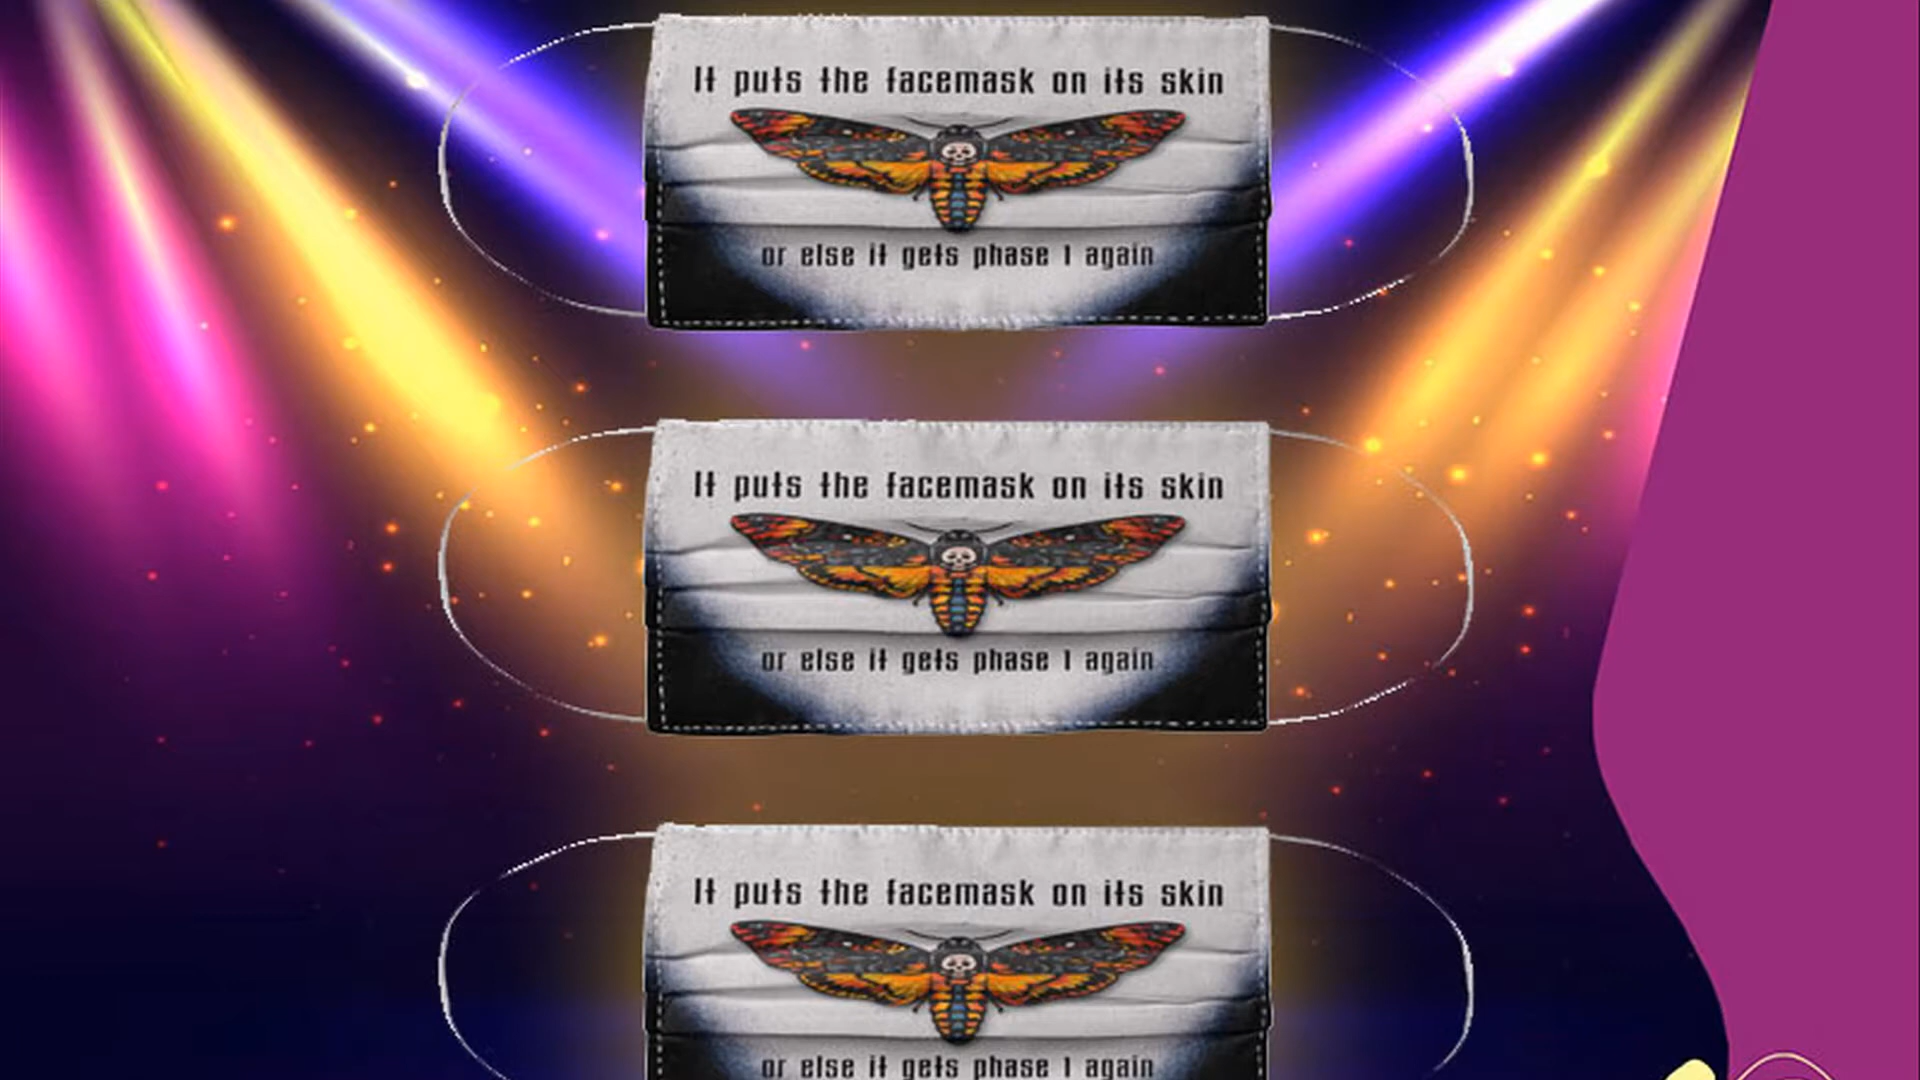 It puts the facemask on its skin
or else it gets phase 1 again
It puts the facemask on its skin
or else it gets phase 1 again
It puts the facemask on its skin
or else it gets phase 1 again